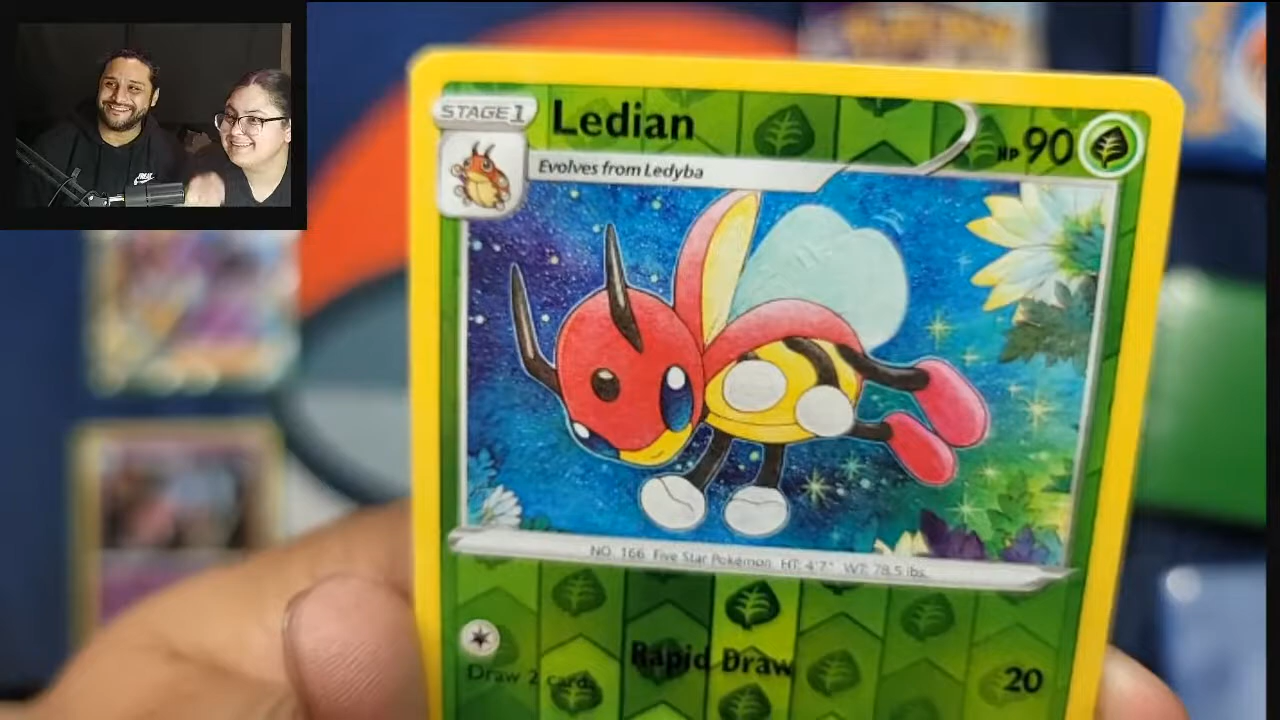 STAGE 1
Ledian
HP 90
Evolves from Ledyba
NO. 166 Five Star Pokémon HT: 4'7" WT: 78.5 lbs.
Rapid Draw
20
Draw 2 cards.